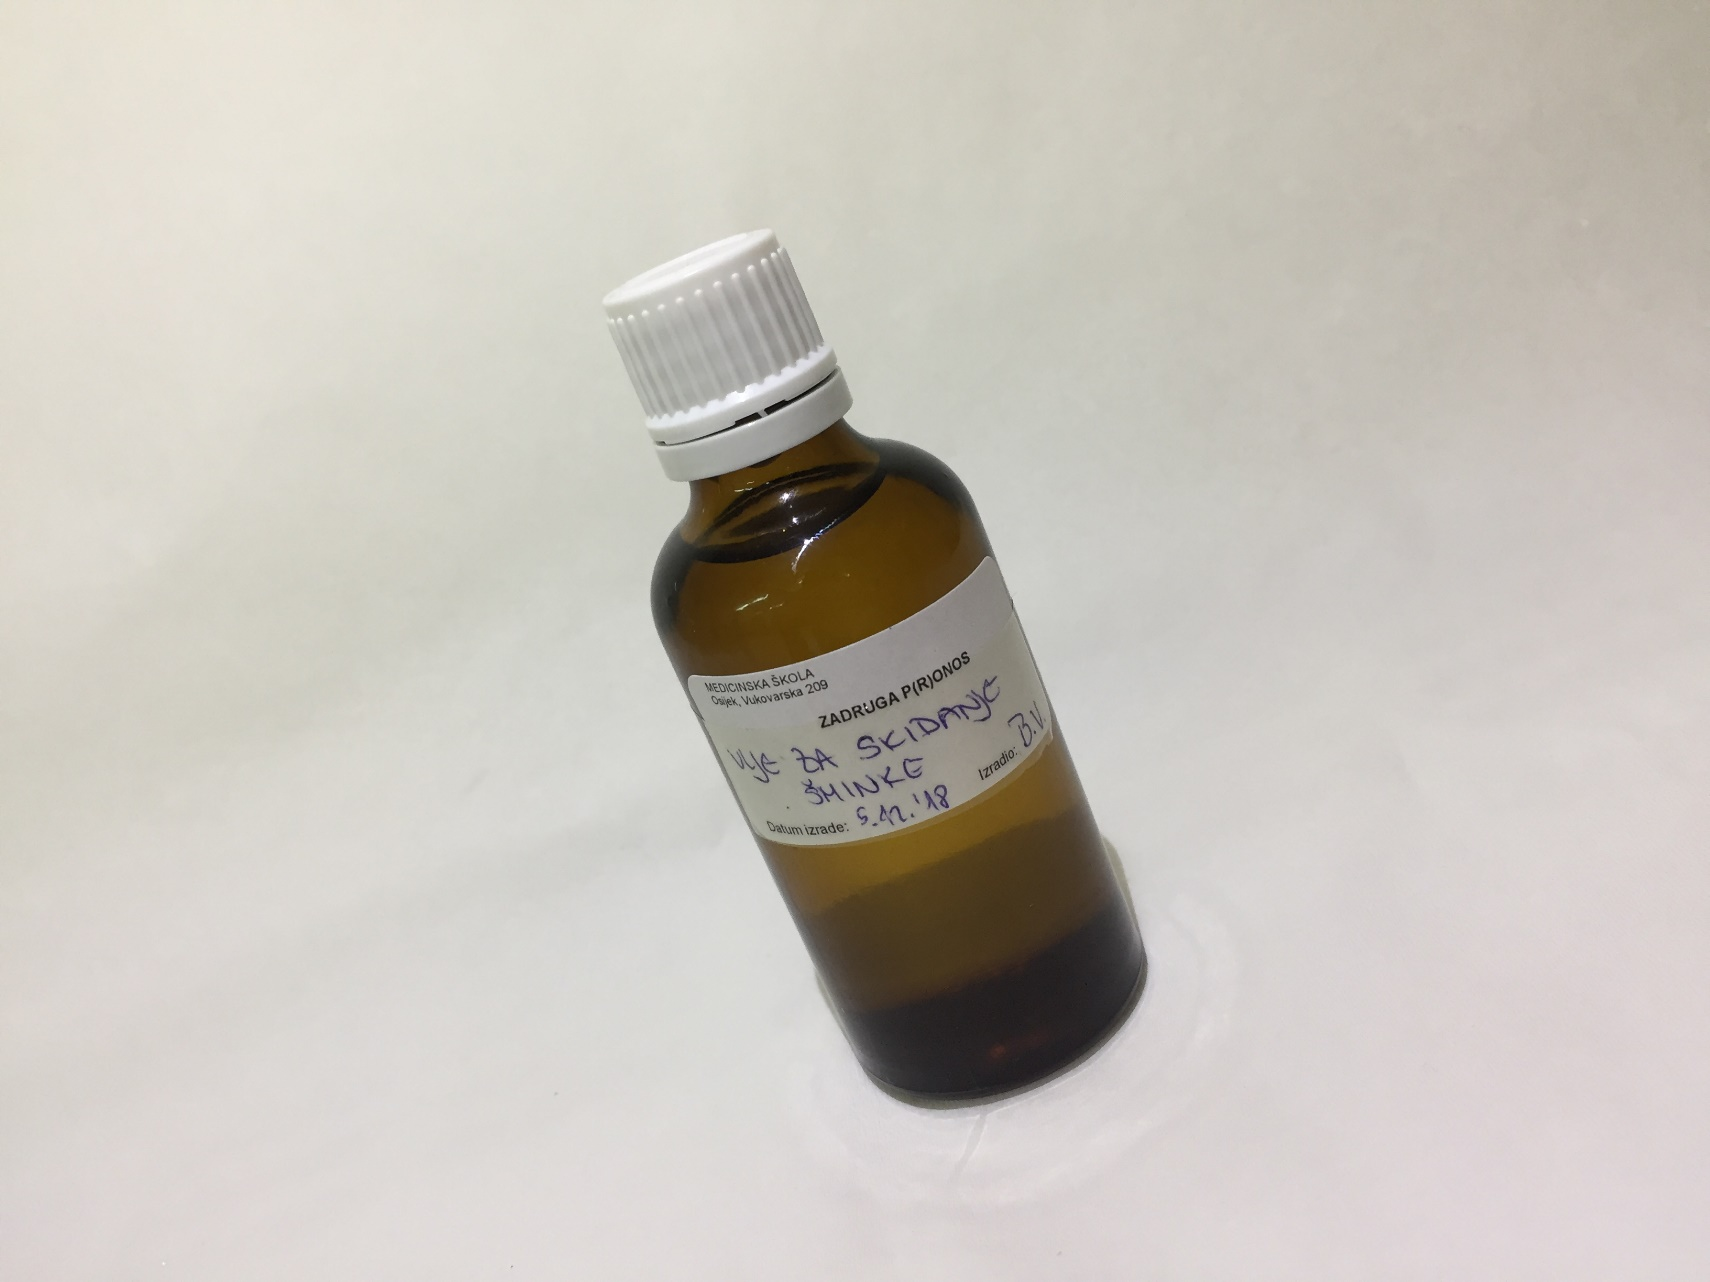 MEDICINSKA ŠKOLA
Osijek, Vukovarska 209
ZADRUGA P(R)ONOS
ULJE ZA SKIDANJE
ŠMINKE
Izradio: B.V.
Datum izrade: 5.12.'18